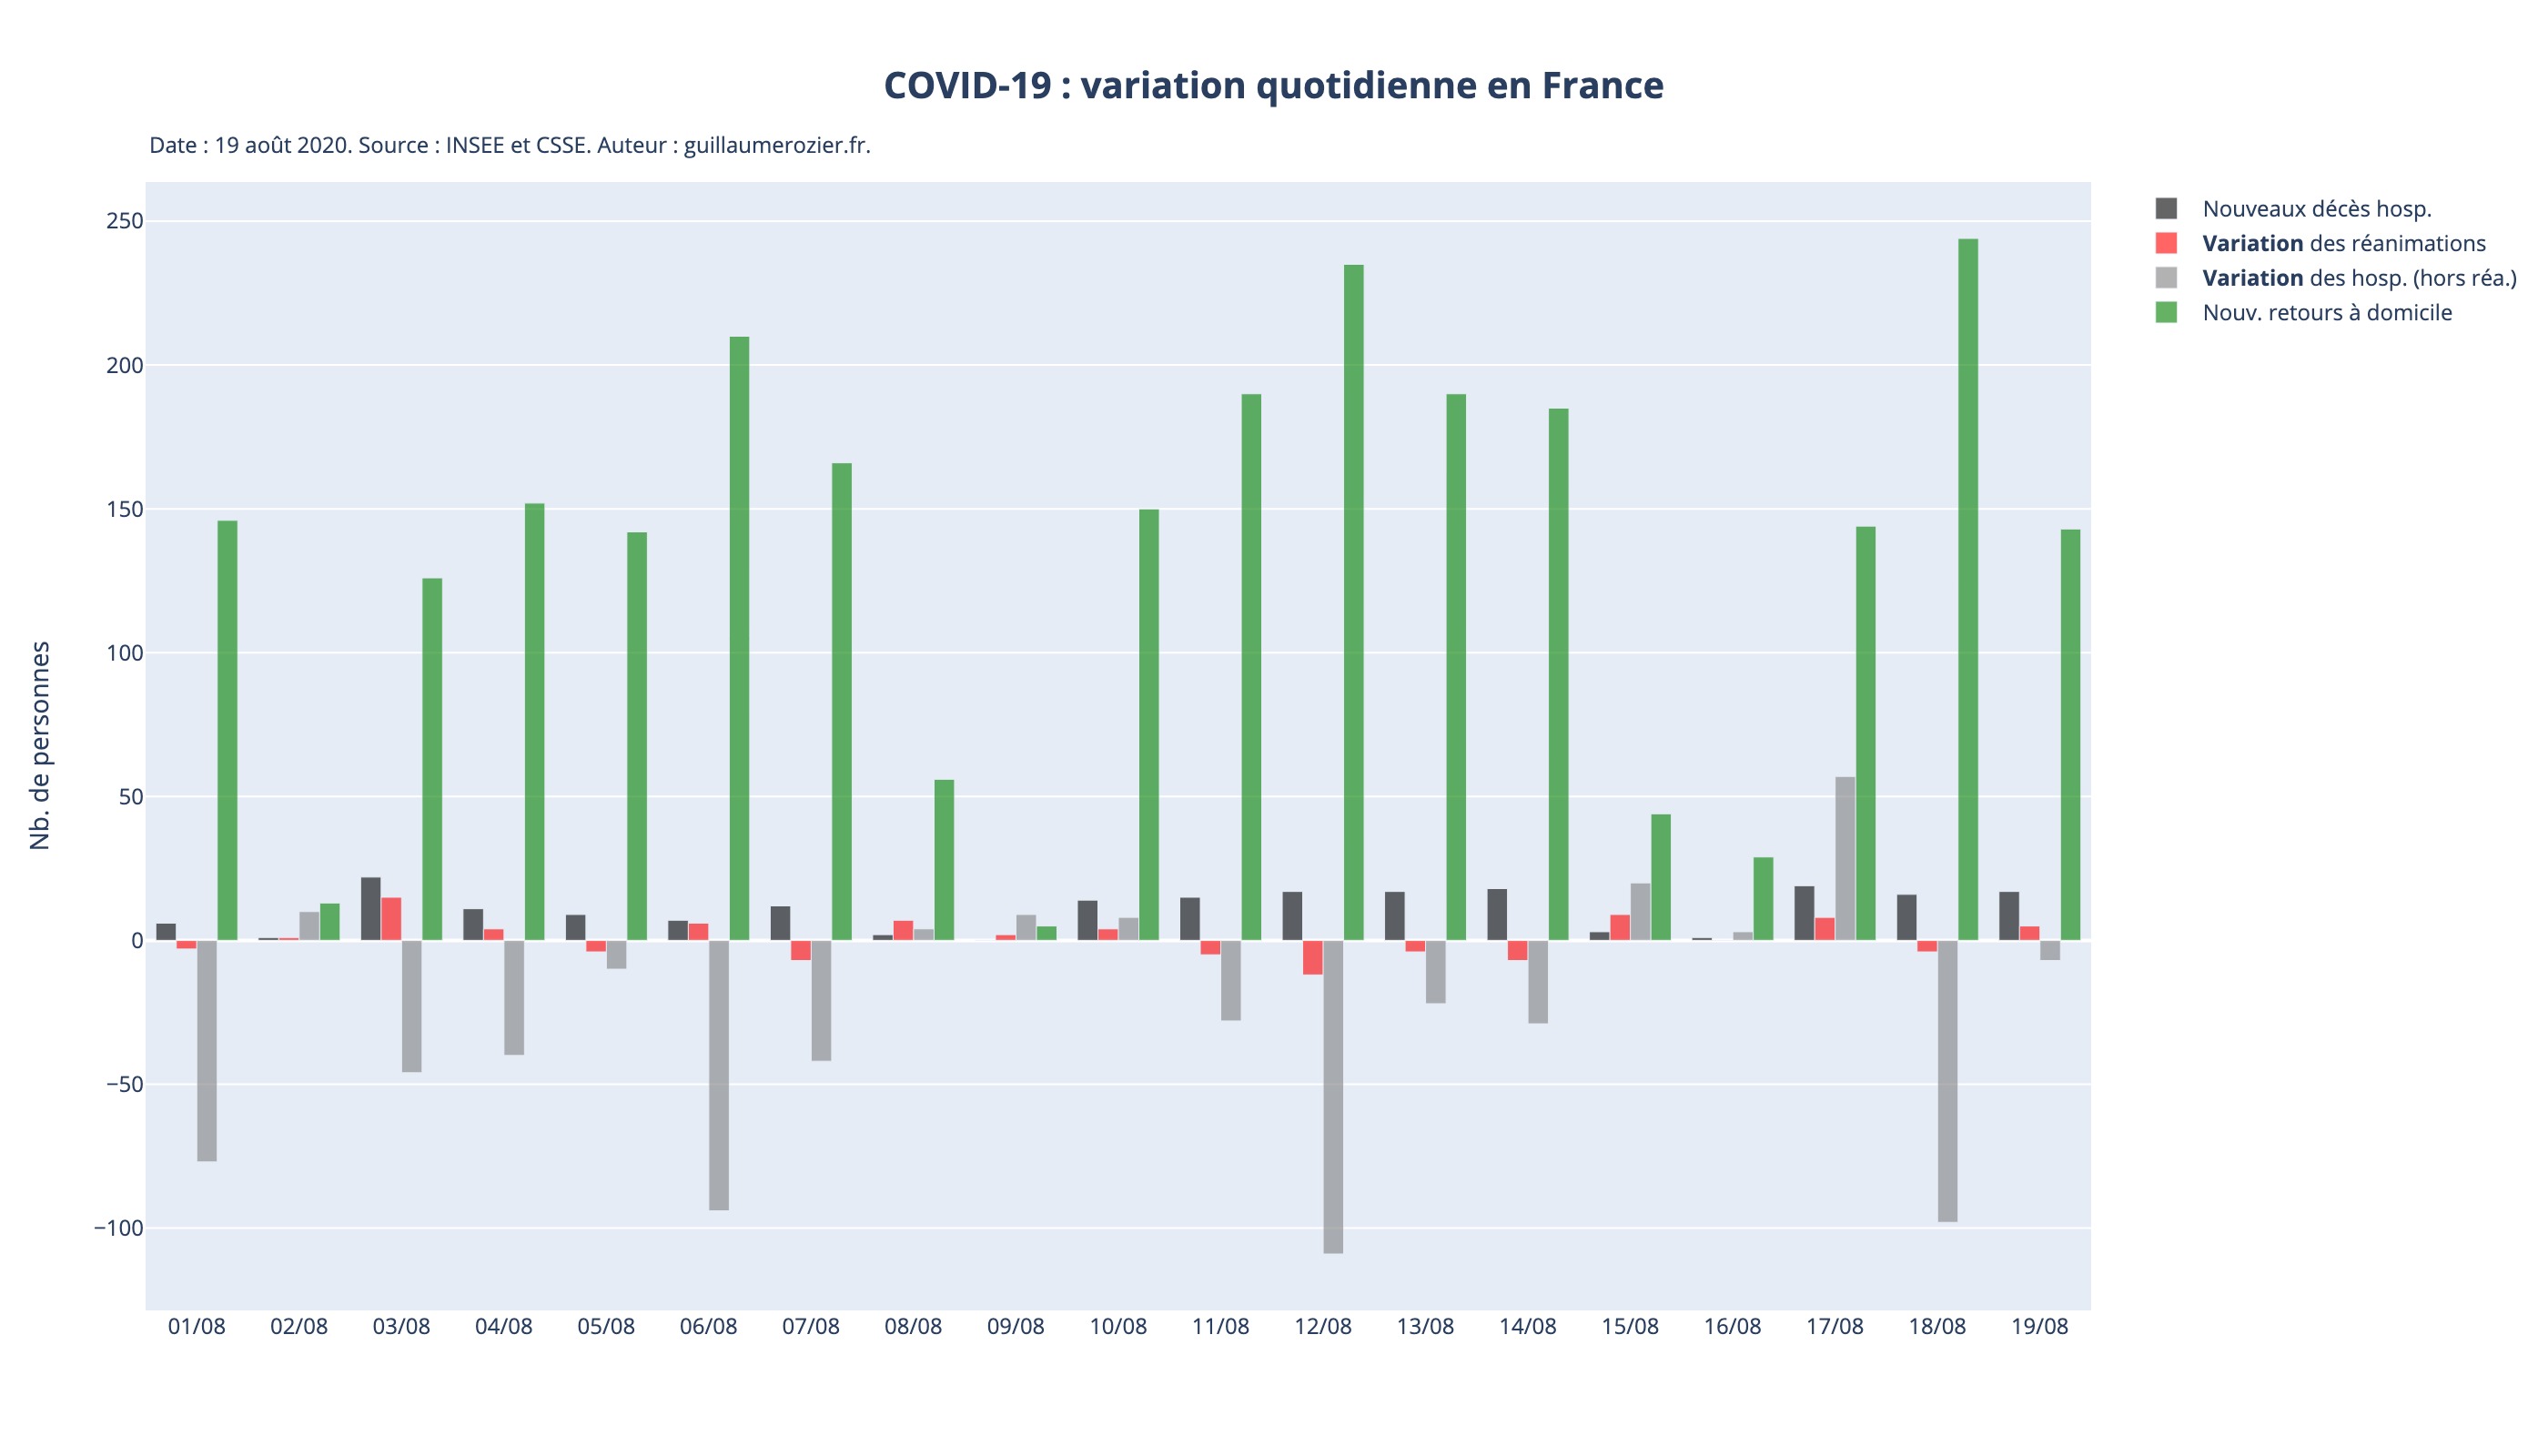 COVID-19 : variation quotidienne en France
Date : 19 août 2020. Source : INSEE et CSSE. Auteur : guillaumerozier.fr.
Nouveaux décès hosp.
Variation des réanimations
Variation des hosp. (hors réa.)
Nouv. retours à domicile
Nb. de personnes
250
200
150
100
50
0
−50
−100
01/08 02/08 03/08 04/08 05/08 06/08 07/08 08/08 09/08 10/08 11/08 12/08 13/08 14/08 15/08 16/08 17/08 18/08 19/08